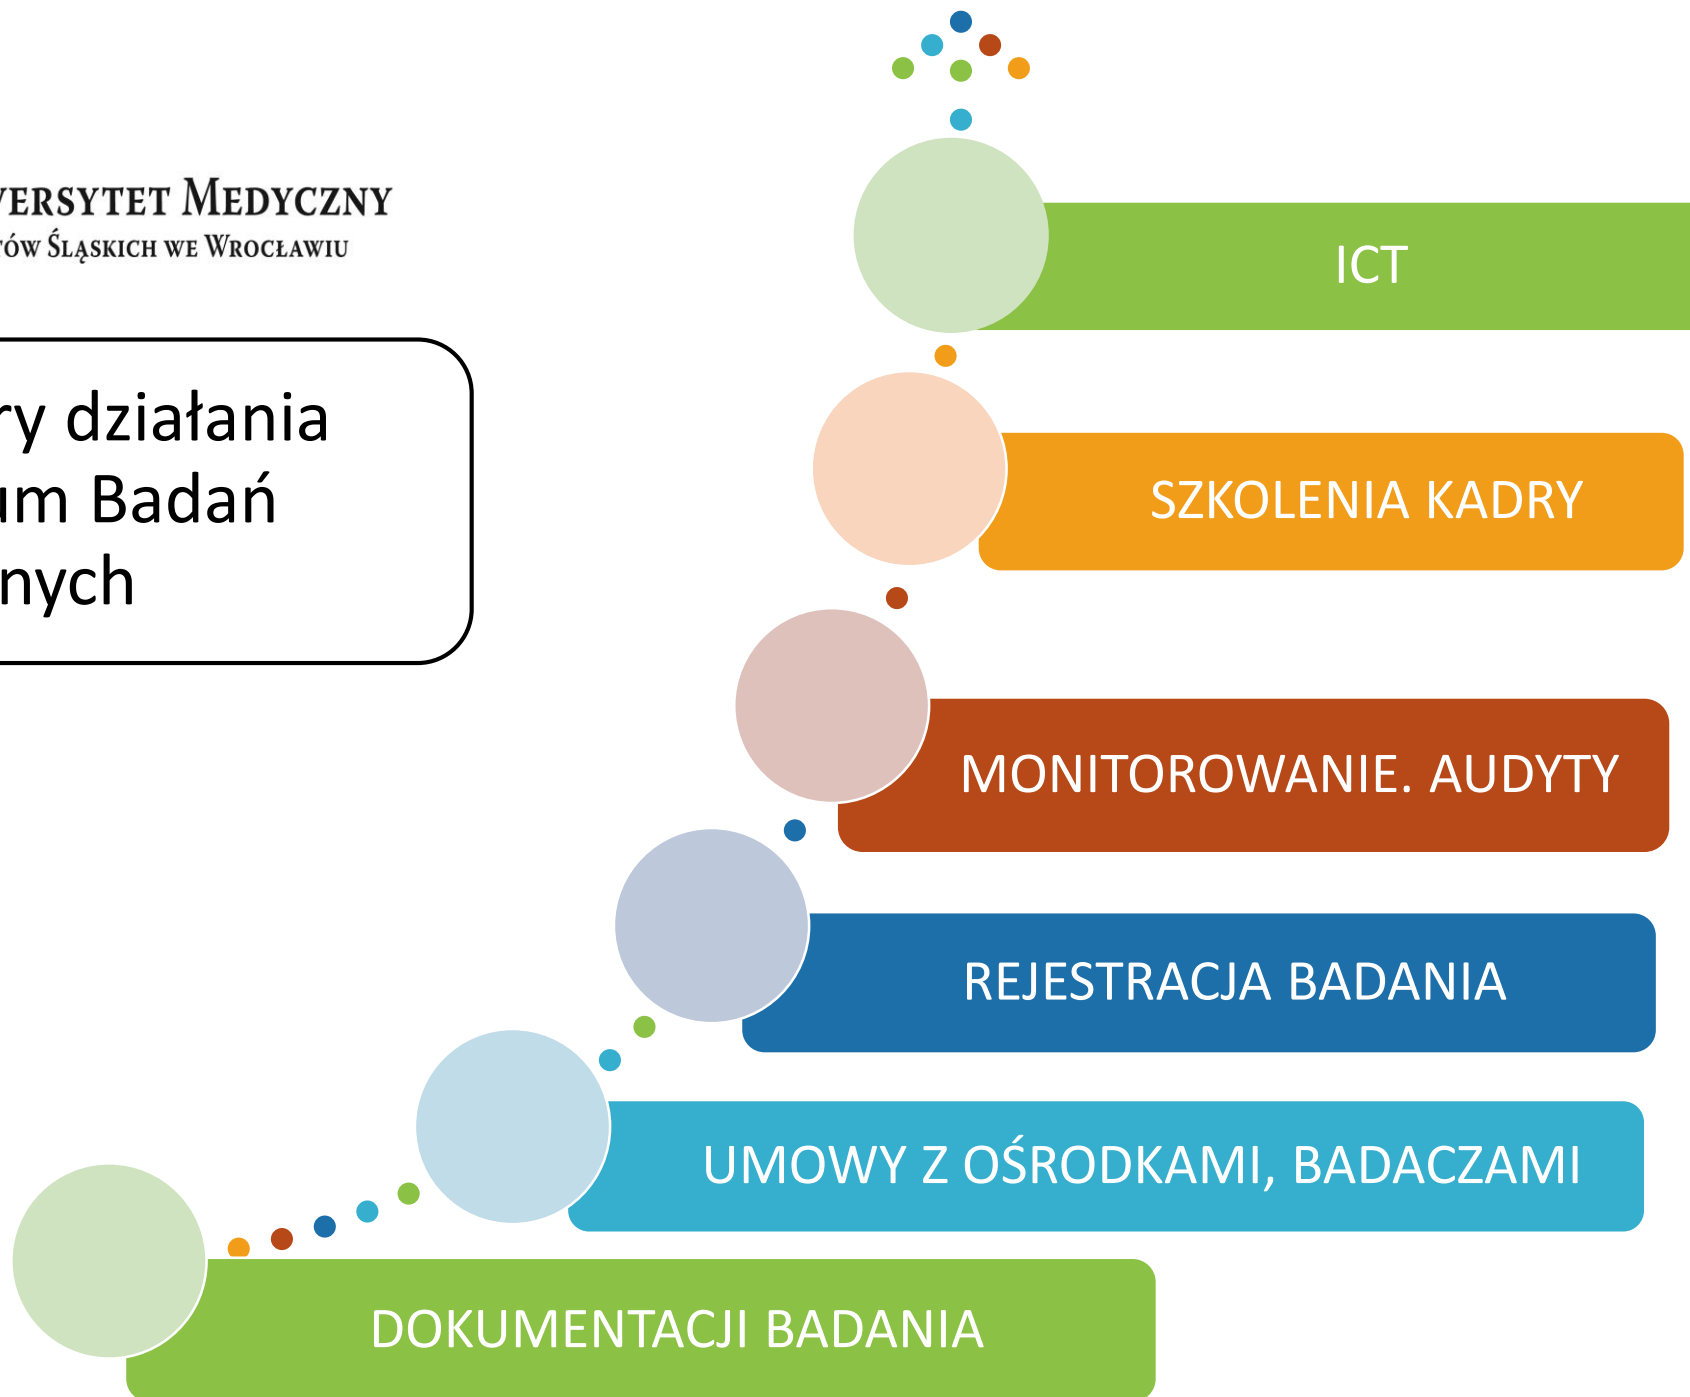 VERSYTET MEDYCZNY
TÓW ŚLĄSKICH WE WROCŁAWIU
ry działania
um Badań
nych
ICT
SZKOLENIA KADRY
MONITOROWANIE. AUDYTY
REJESTRACJA BADANIA
UMOWY Z OŚRODKAMI, BADACZAMI
DOKUMENTACJI BADANIA